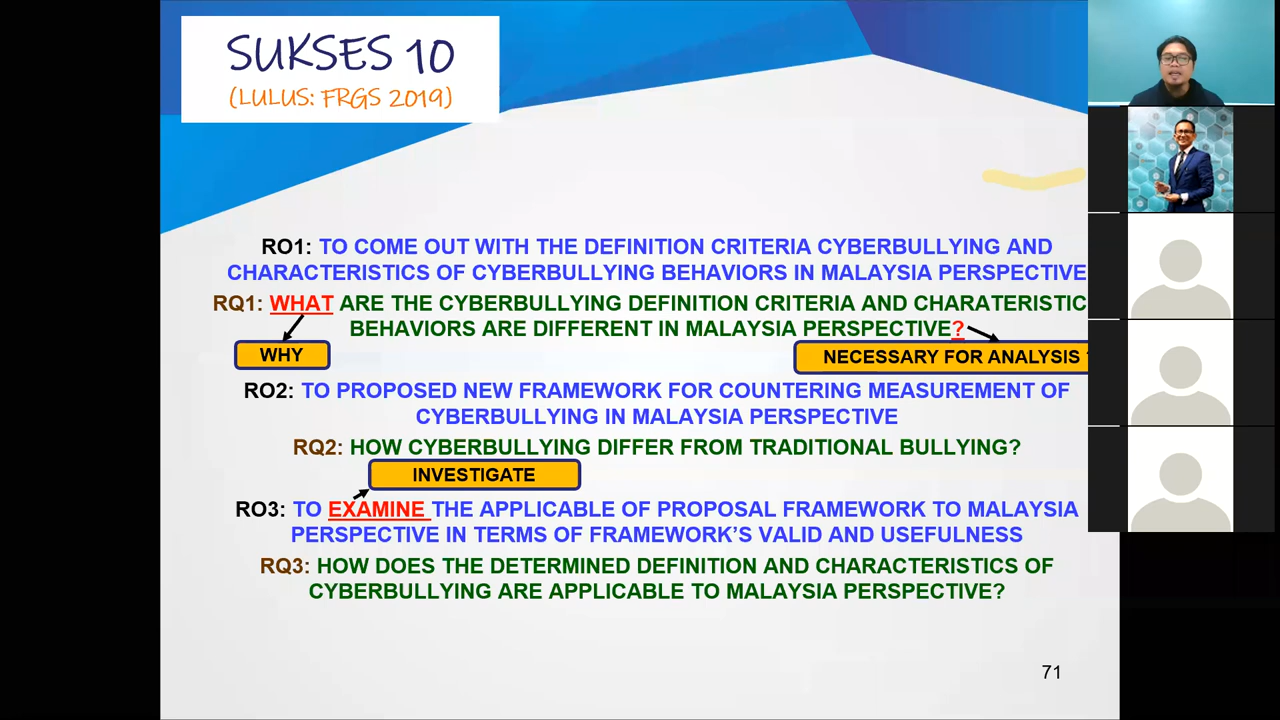 SUKSES 10
(LULUS: FRGS 2019)
RO1: TO COME OUT WITH THE DEFINITION CRITERIA CYBERBULLYING AND
CHARACTERISTICS OF CYBERBULLYING BEHAVIORS IN MALAYSIA PERSPECTIVE
RQ1: WHAT ARE THE CYBERBULLYING DEFINITION CRITERIA AND CHARATERISTIC
BEHAVIORS ARE DIFFERENT IN MALAYSIA PERSPECTIVE?
WHY
NECESSARY FOR ANALYSIS
RO2: TO PROPOSED NEW FRAMEWORK FOR COUNTERING MEASUREMENT OF
CYBERBULLYING IN MALAYSIA PERSPECTIVE
RQ2: HOW CYBERBULLYING DIFFER FROM TRADITIONAL BULLYING?
INVESTIGATE
RO3: TO EXAMINE THE APPLICABLE OF PROPOSAL FRAMEWORK TO MALAYSIA
PERSPECTIVE IN TERMS OF FRAMEWORK'S VALID AND USEFULNESS
RQ3: HOW DOES THE DETERMINED DEFINITION AND CHARACTERISTICS OF
CYBERBULLYING ARE APPLICABLE TO MALAYSIA PERSPECTIVE?
71